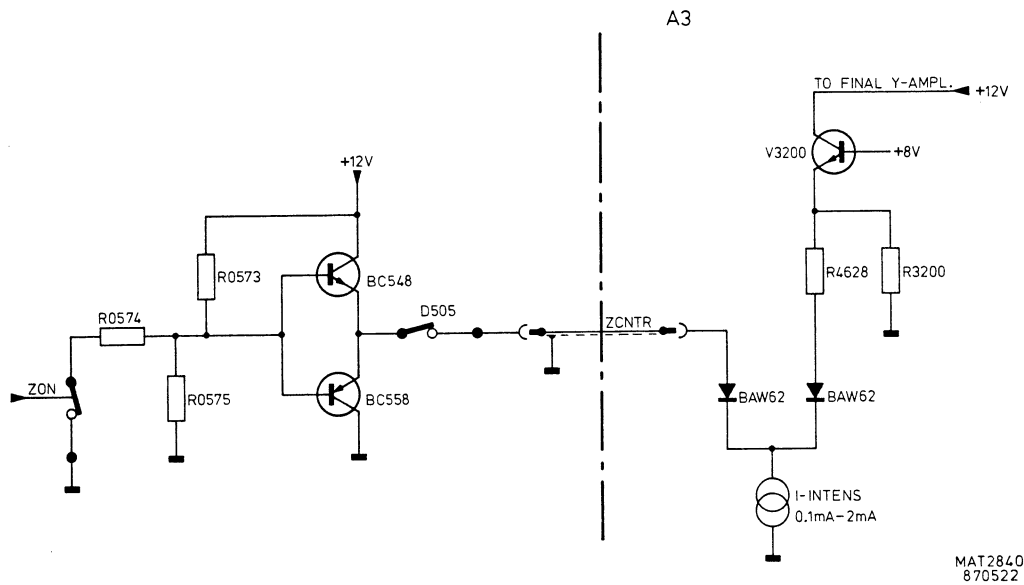 A3
TO FINAL Y-AMPL.
+12V
V3200
+8V
+12V
R0573
BC548
R4628
R3200
D505
R0574
ZCNTR
ZON
R0575
BC558
BAW62
BAW62
I-INTENS
0.1mA-2mA
MAT2840
870522